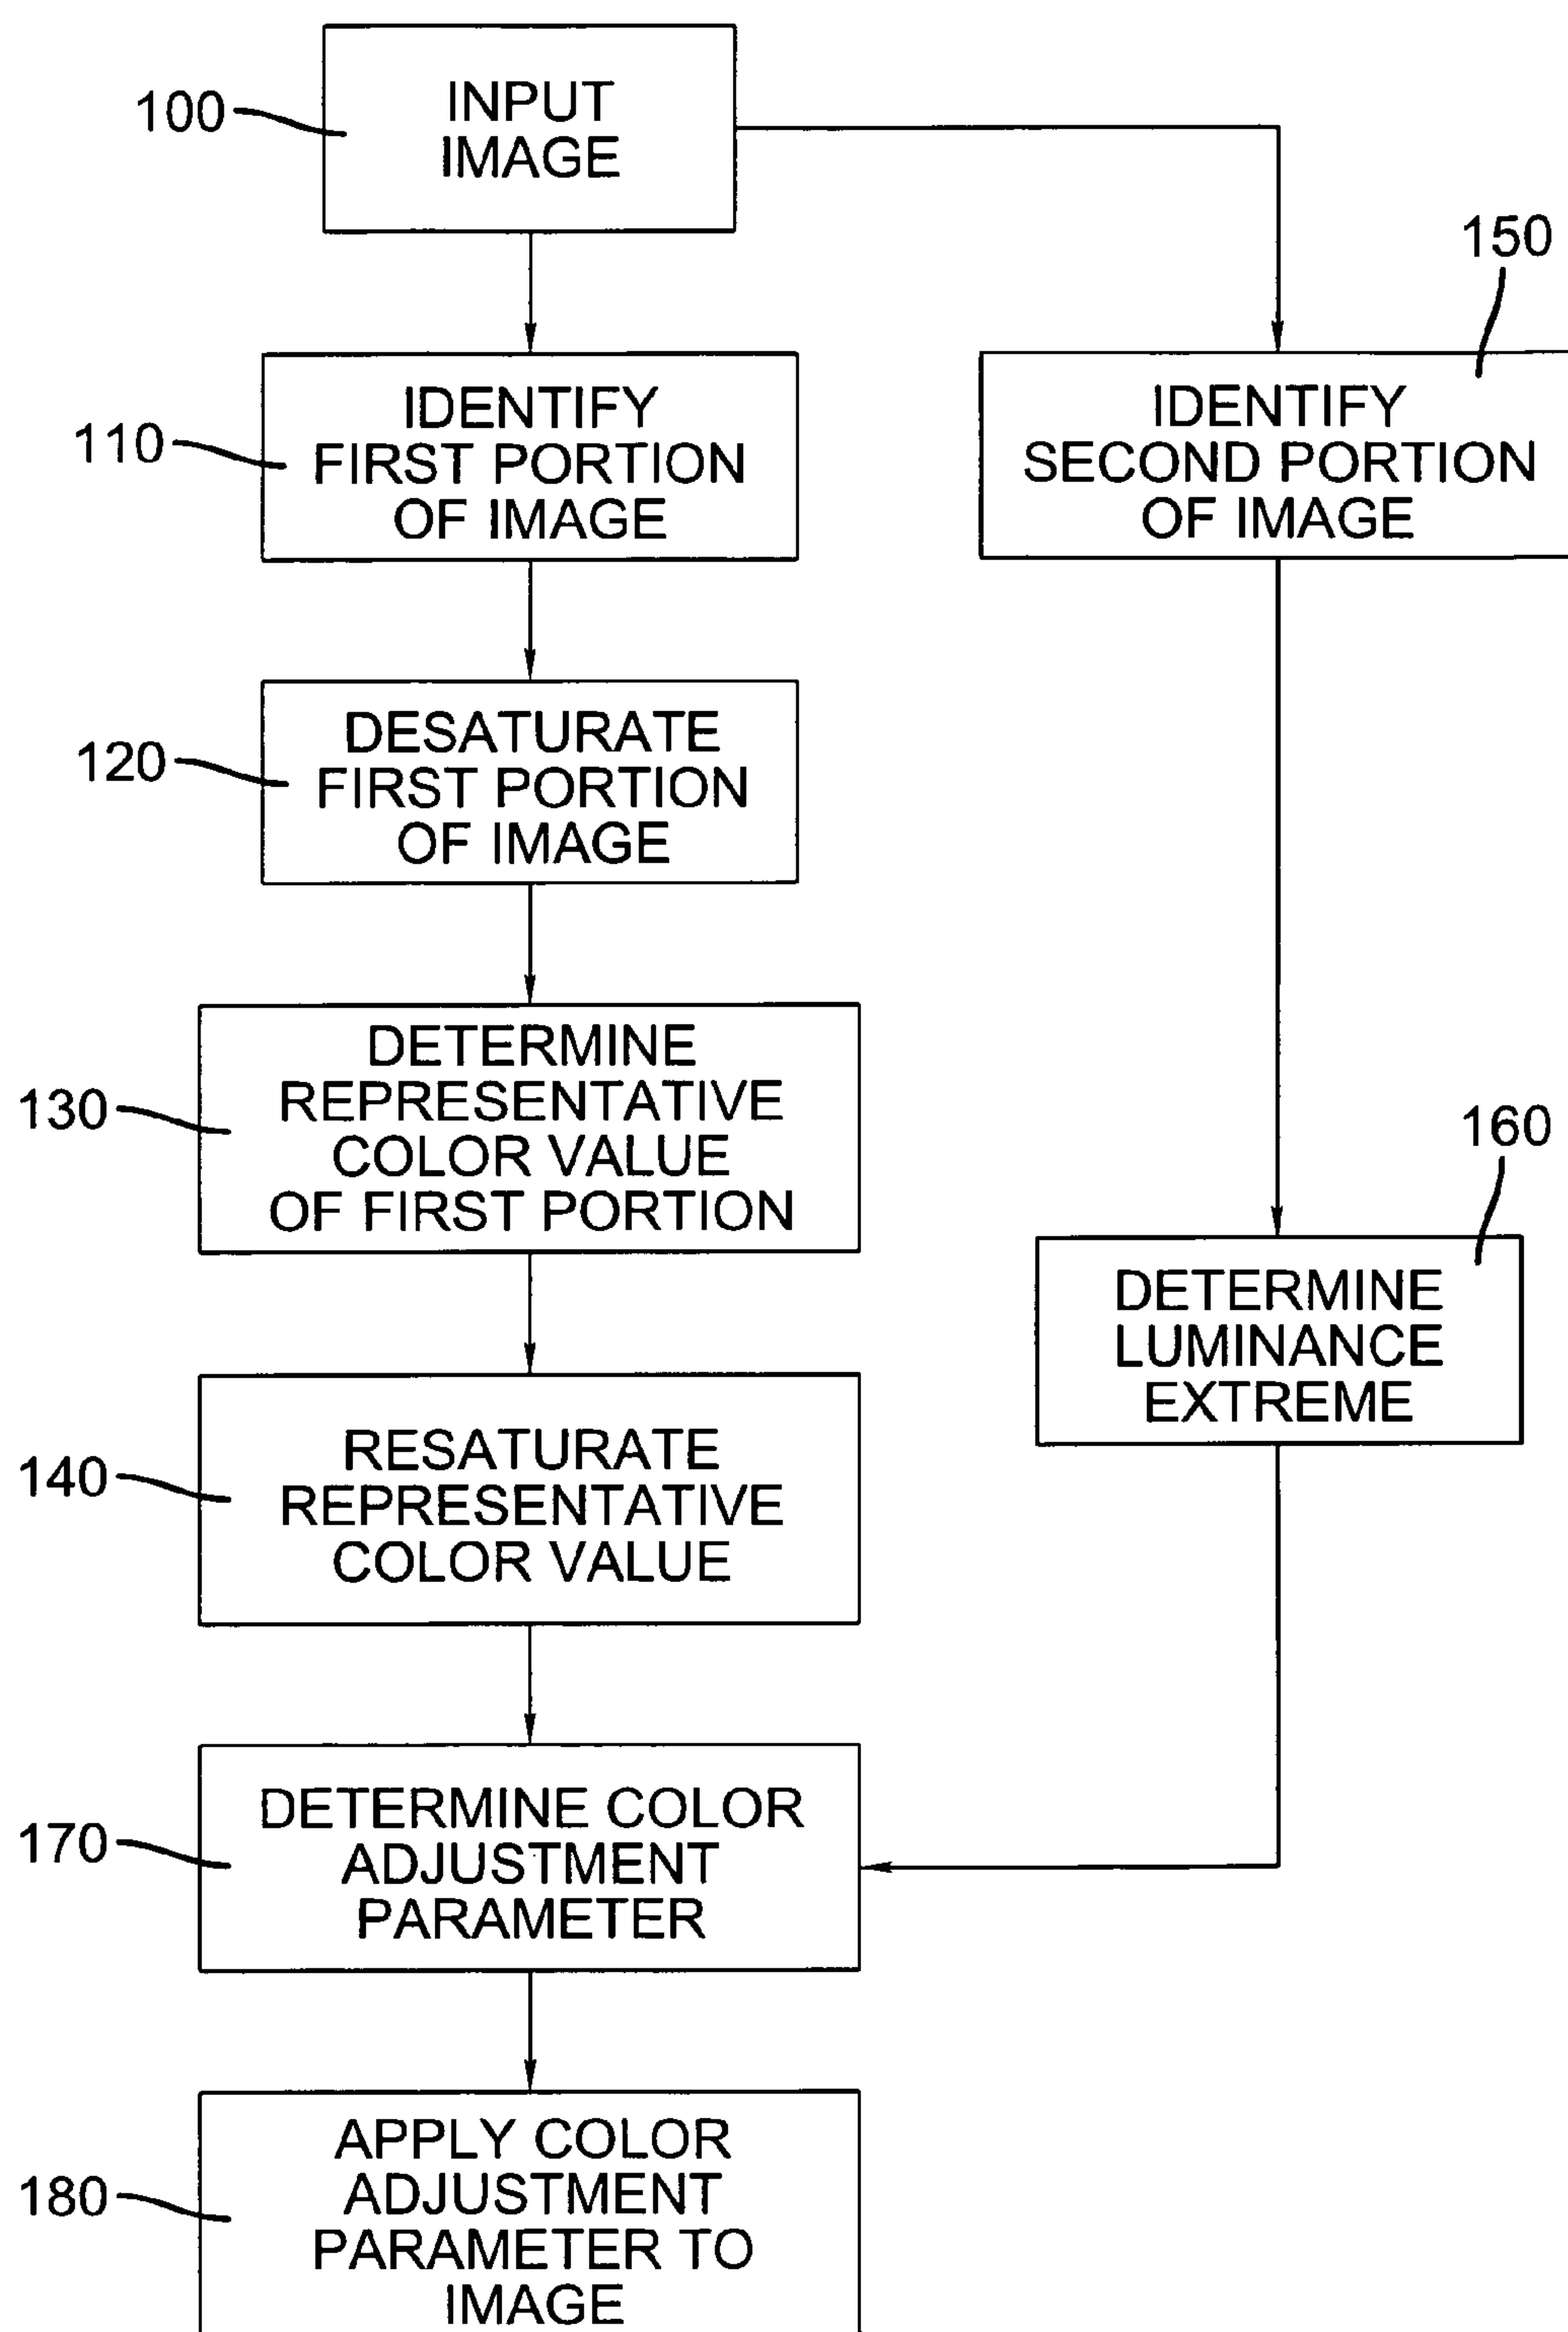 100
INPUT
IMAGE
150
110
IDENTIFY
FIRST PORTION
OF IMAGE
IDENTIFY
SECOND PORTION
OF IMAGE
120
DESATURATE
FIRST PORTION
OF IMAGE
130
DETERMINE
REPRESENTATIVE
COLOR VALUE
OF FIRST PORTION
160
DETERMINE
LUMINANCE
EXTREME
140
RESATURATE
REPRESENTATIVE
COLOR VALUE
170
DETERMINE COLOR
ADJUSTMENT
PARAMETER
180
APPLY COLOR
ADJUSTMENT
PARAMETER TO
IMAGE